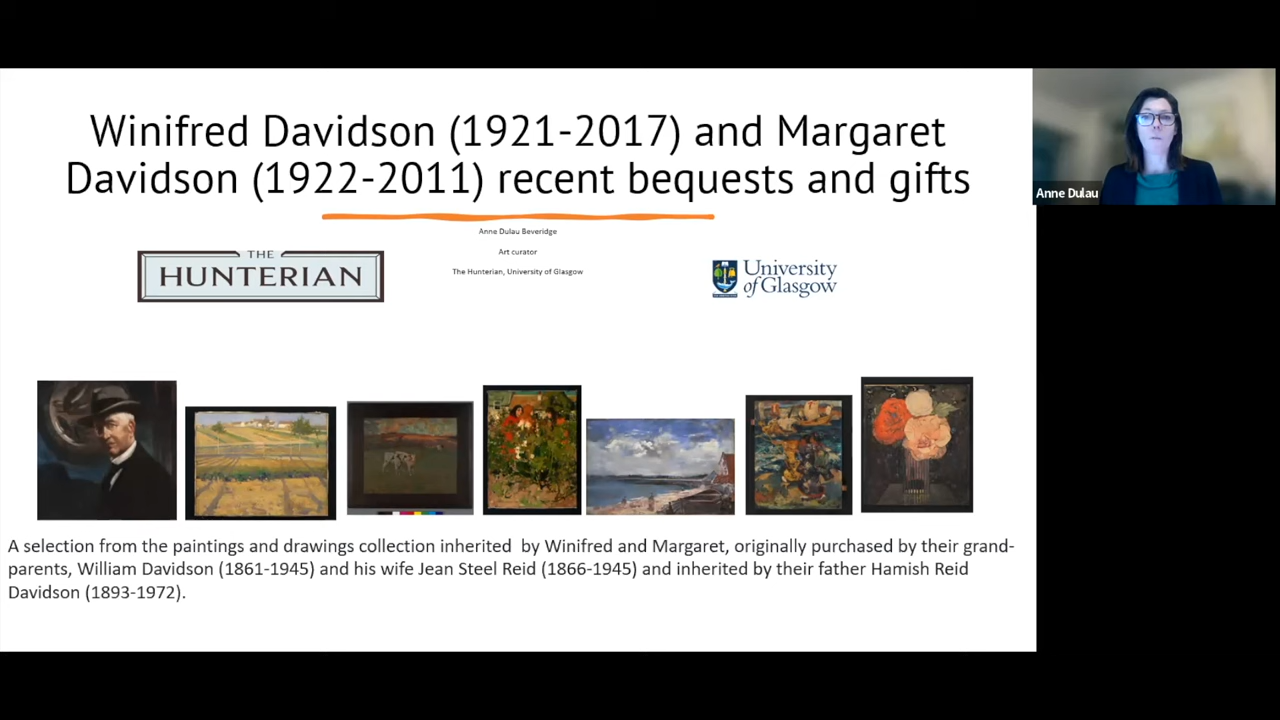 Winifred Davidson (1921-2017) and Margaret
Davidson (1922-2011) recent bequests and gifts
Anne Dulau Beveridge
Art curator
The Hunterian, University of Glasgow
THE
HUNTERIAN
University
of Glasgow
Anne Dulau
A selection from the paintings and drawings collection inherited  by Winifred and Margaret, originally purchased by their grand-
parents, William Davidson (1861-1945) and his wife Jean Steel Reid (1866-1945) and inherited by their father Hamish Reid
Davidson (1893-1972).